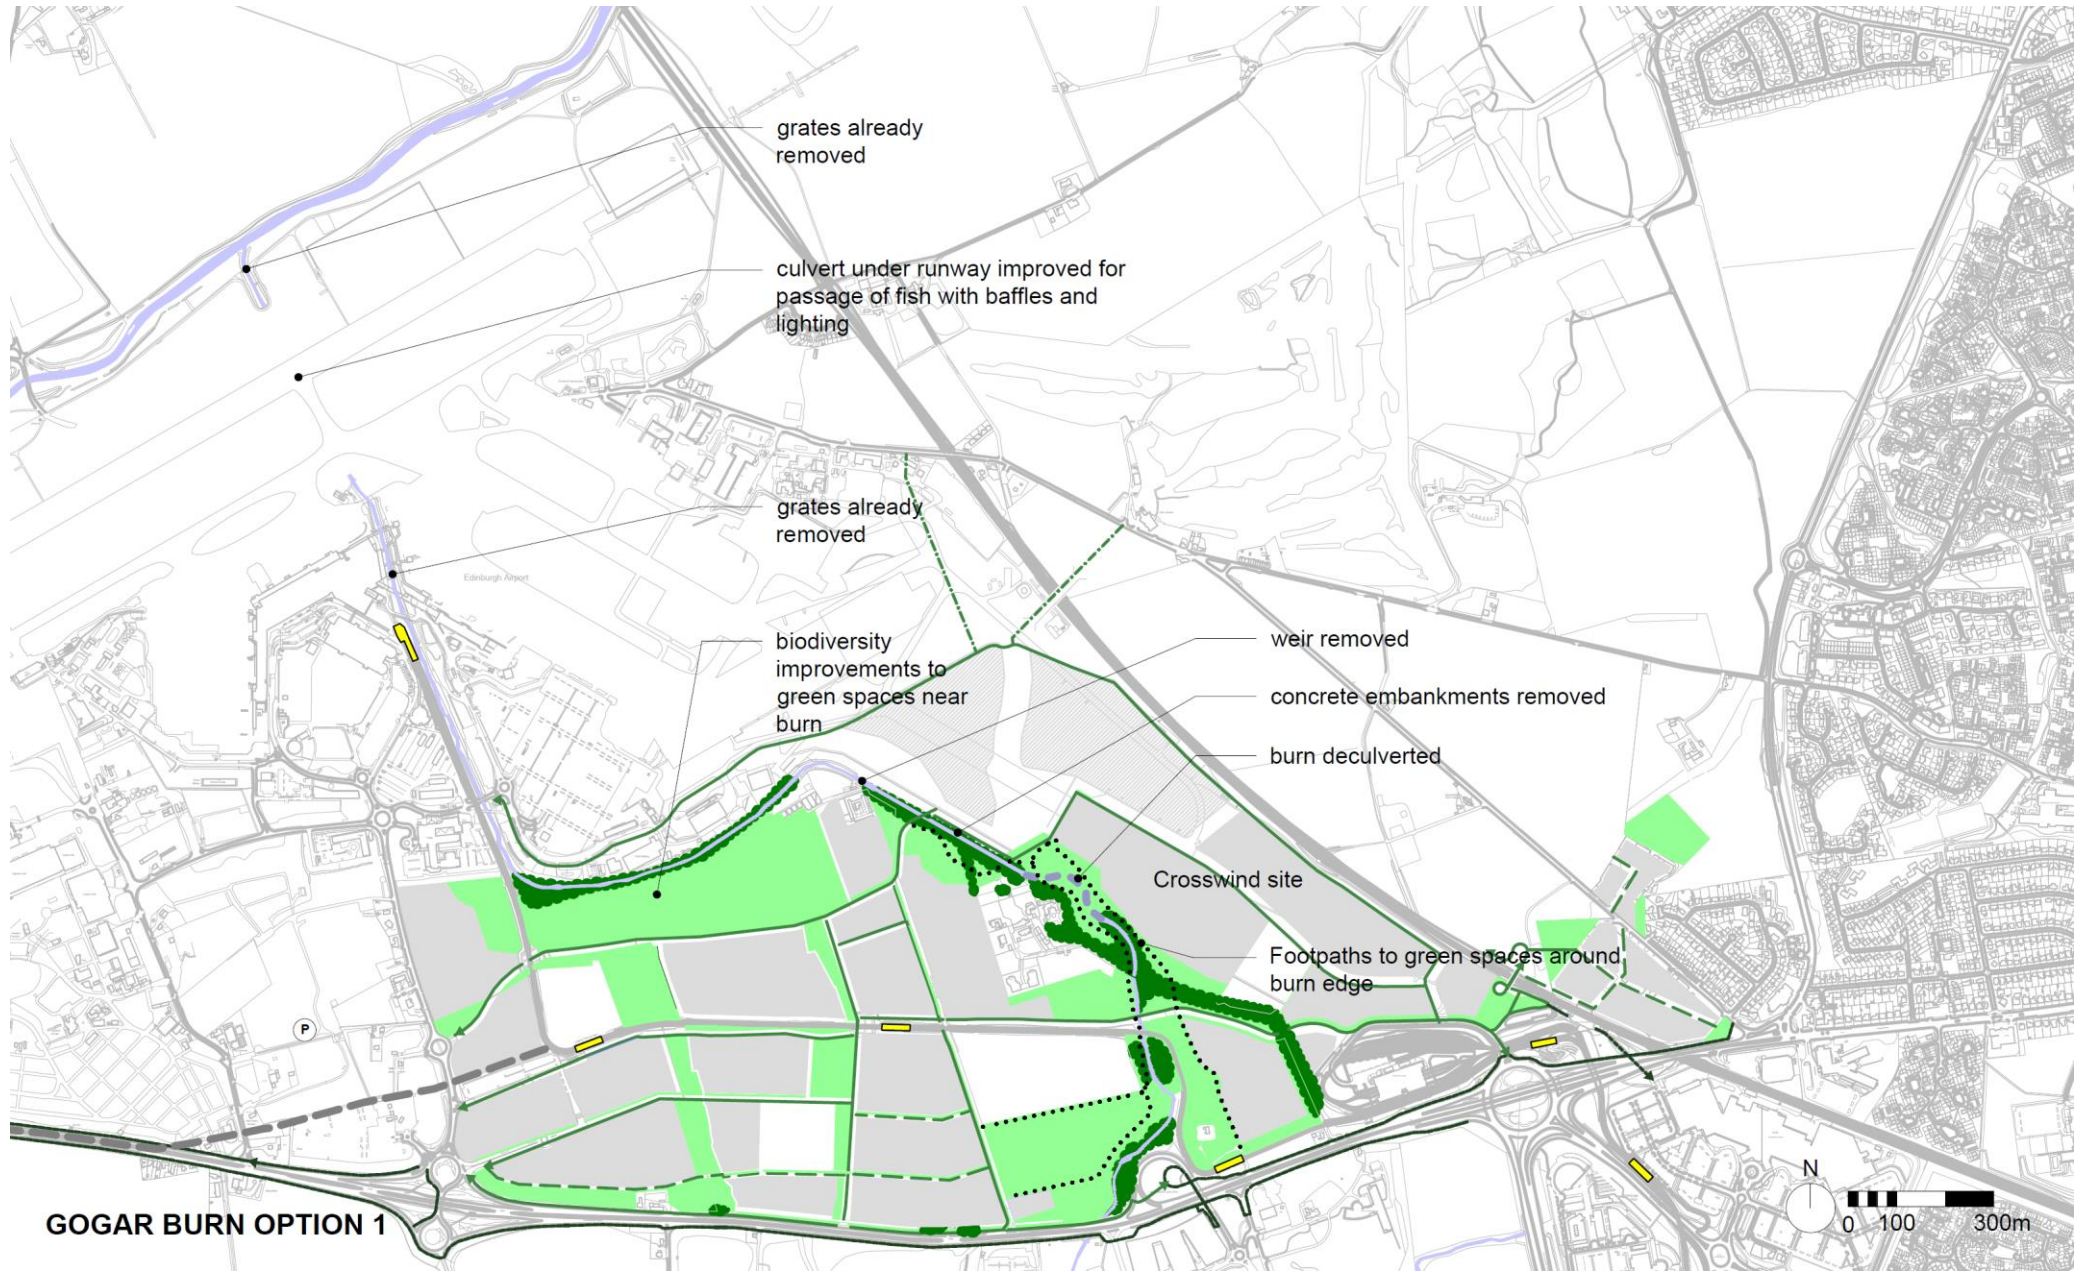 grates already
removed
culvert under runway improved for
passage of fish with baffles and
lighting
grates already
removed
Edinburgh Airport
biodiversity
improvements to
green spaces near
burn
weir removed
concrete embankments removed
burn deculverted
Crosswind site
Footpaths to green spaces around
burn edge
P
N
0 100 300m
GOGAR BURN OPTION 1